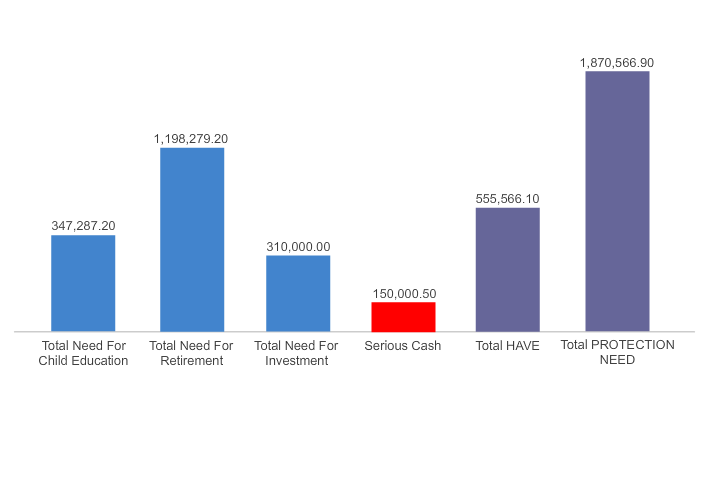 1,870,566.90
1,198,279.20
555,566.10
347,287.20
310,000.00
150,000.50
Total Need For
Child Education
Total Need For
Retirement
Total Need For
Investment
Serious Cash
Total HAVE
Total PROTECTION
NEED